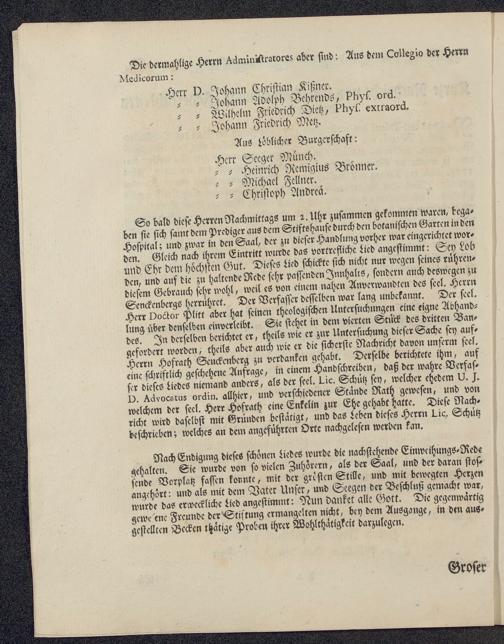 Die dermahlige Herrn Administratores aber sind: Aus dem Collegio der Herrn
Medicorum:
Herr D. Johann Christian Kißner.
„ „ Johann Adolph Behrends, Phys. ord.
„ „ Wilhelm Friedrich Dietz, Phys. extraord.
„ „ Johann Friedrich Metz.
Aus löblicher Burgerschaft:
Herr Seeger Münch.
„ „ Heinrich Remigius Brönner.
„ „ Michael Fellner.
„ „ Christoph Andreä.
So bald diese Herren Nachmittags um 2. Uhr zusammen gekommen waren, bega-
ben sie sich samt dem Prediger aus dem Stiftshause durch den botanischen Garten in den
Hospital; und zwar in den Saal, der zu dieser Handlung vorher war eingerichtet wor-
den. Gleich nach ihrem Eintritt wurde das vortrefliche Lied angestimmt: Sey Lob
und Ehr dem höchsten Gut. Dieses Lied schickte sich nicht nur wegen seines rühren-
den, und auf die zu haltende Rede sehr passenden Innhalts, sondern auch deswegen zu
diesem Gebrauch sehr wohl, weil es von einem nahen Anverwandten des seel. Herrn
Senckenbergs herrühret. Der Verfasser desselben war lang unbekannt. Der seel.
Herr Doctor Plitt aber hat seinen theologischen Untersuchungen eine eigne Abhand-
lung über denselben einverleibt. Sie stehet in dem vierten Stück des dritten Ban-
des. In derselben berichtet er, theils wie er zur Untersuchung dieser Sache sey auf-
gefordert worden, theils aber auch wie er die sicherste Nachricht davon unserm seel.
Herrn Hofrath Senckenberg zu verdanken gehabt. Derselbe berichtete ihm, auf
eine schriftlich geschehene Anfrage, in einem Handschreiben, daß der wahre Verfas-
ser dieses Liedes niemand anders, als der seel. Lic. Schütz sey, welcher ehedem U. J.
D. Advocatus ordin. allhier, und verschiedener Stände Rath gewesen, und von
welchem der seel. Herr Hofrath eine Enkelin zur Ehe gehabt hatte. Diese Nach-
richt wird daselbst mit Gründen bestätigt, und das Leben dieses Herrn Lic. Schütz
beschrieben; welches an dem angeführten Orte nachgelesen werden kan.
Nach Endigung dieses schönen Liedes wurde die nachstehende Einweihungs-Rede
gehalten. Sie wurde von so vielen Zuhörern, als der Saal, und der daran stos-
sende Vorplatz fassen konnte, mit der grösten Stille, und mit bewegten Herzen
angehört: und als mit dem Vater Unser, und Seegen der Beschluß gemacht war,
wurde das erweckliche Lied angestimmt: Nun danket alle Gott. Die gegenwärtig
gewesene Freunde der Stiftung ermangelten nicht, bey dem Ausgange, in den aus-
gestellten Becken thätige Proben ihrer Wohlthätigkeit darzulegen.
Groser